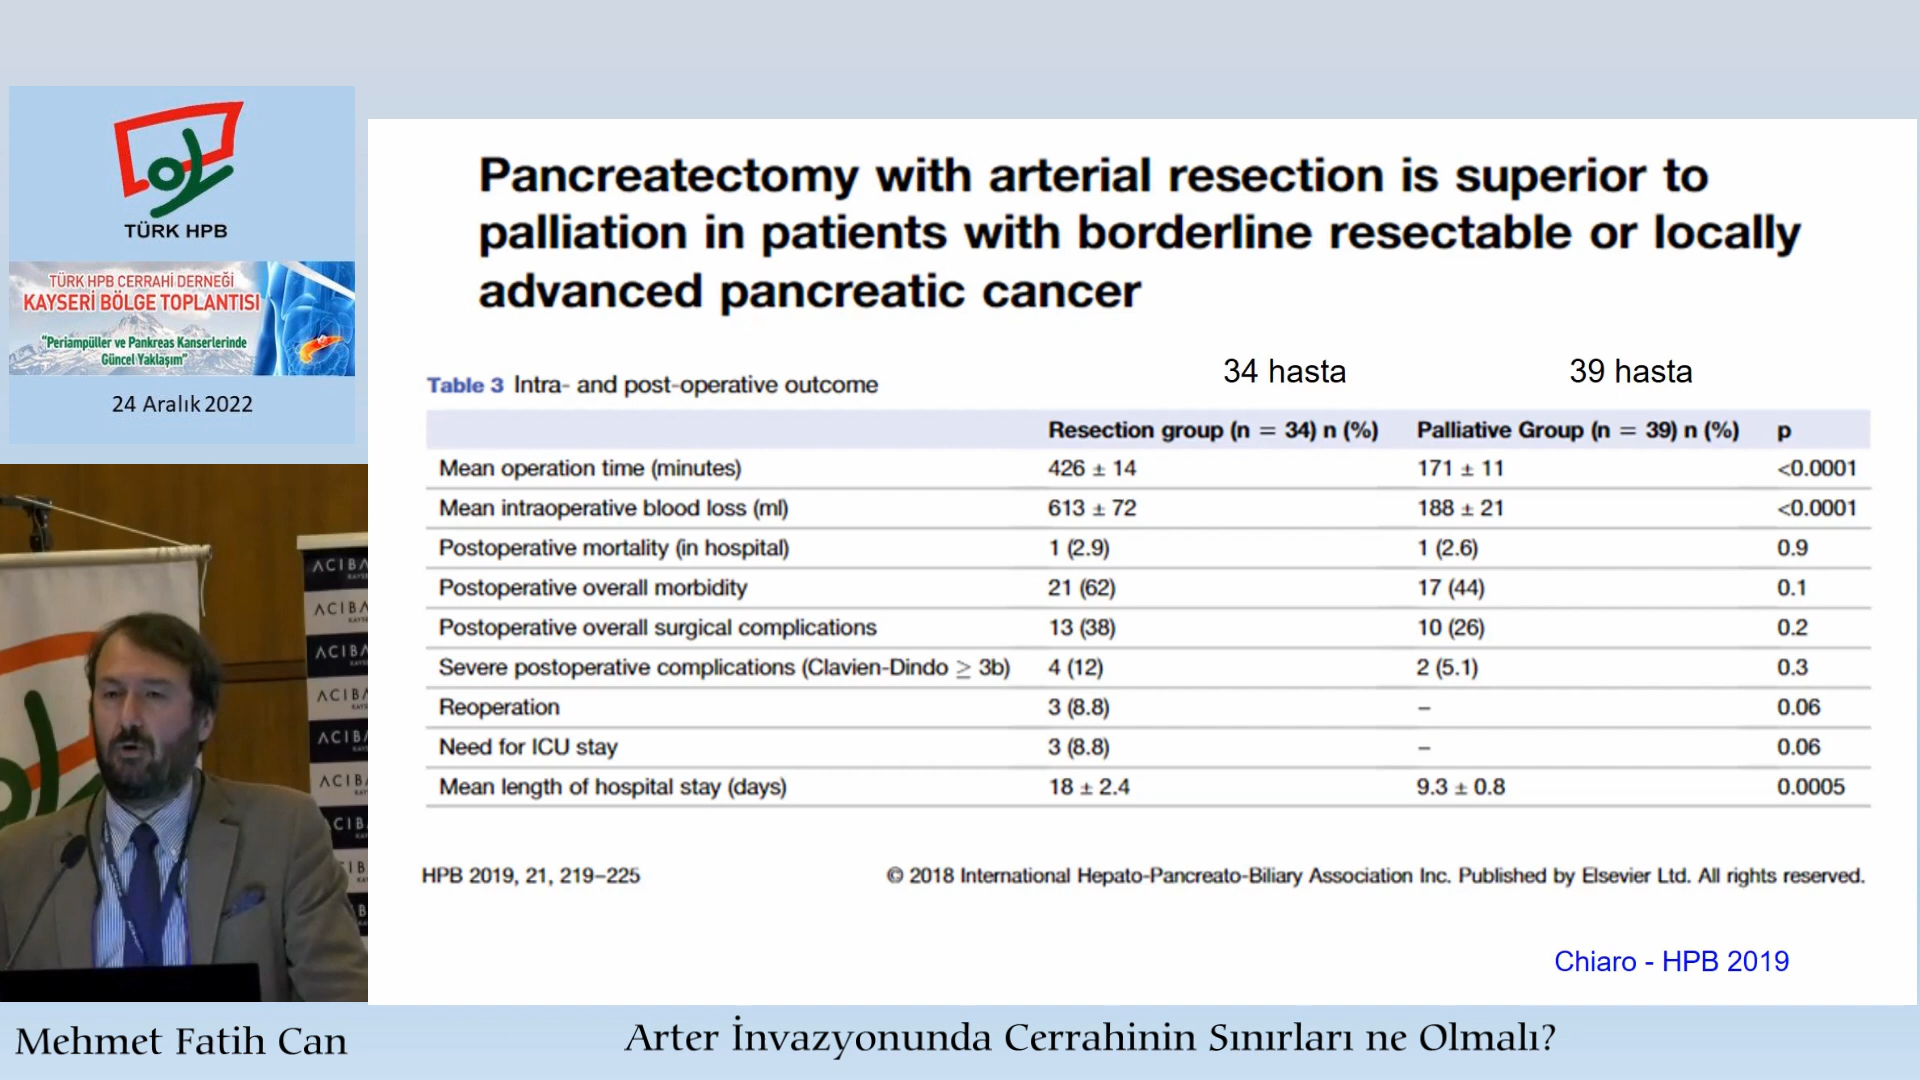 TÜRK HPB
TÜRK HPB CERRAHİ DERNEĞİ
KAYSERİ BÖLGE TOPLANTISI
"Periampüller ve Pankreas Kanserlerinde
Güncel Yaklaşım"
24 Aralık 2022
Pancreatectomy with arterial resection is superior to
palliation in patients with borderline resectable or locally
advanced pancreatic cancer
34 hasta 39 hasta
Table 3 Intra- and post-operative outcome
Resection group (n = 34) n (%) Palliative Group (n = 39) n (%) p
Mean operation time (minutes) 426 ± 14 171 ± 11 <0.0001
Mean intraoperative blood loss (ml) 613 ± 72 188 ± 21 <0.0001
Postoperative mortality (in hospital) 1 (2.9) 1 (2.6) 0.9
Postoperative overall morbidity 21 (62) 17 (44) 0.1
Postoperative overall surgical complications 13 (38) 10 (26) 0.2
Severe postoperative complications (Clavien-Dindo ≥ 3b) 4 (12) 2 (5.1) 0.3
Reoperation 3 (8.8) – 0.06
Need for ICU stay 3 (8.8) – 0.06
Mean length of hospital stay (days) 18 ± 2.4 9.3 ± 0.8 0.0005
HPB 2019, 21, 219–225 © 2018 International Hepato-Pancreato-Biliary Association Inc. Published by Elsevier Ltd. All rights reserved.
Chiaro - HPB 2019
ACIBA
ACIBA
ACIBA
ACIBA
ACIBA
ACIBA
CIB
IB
B
Mehmet Fatih Can
Arter İnvazyonunda Cerrahinin Sınırları ne Olmalı?